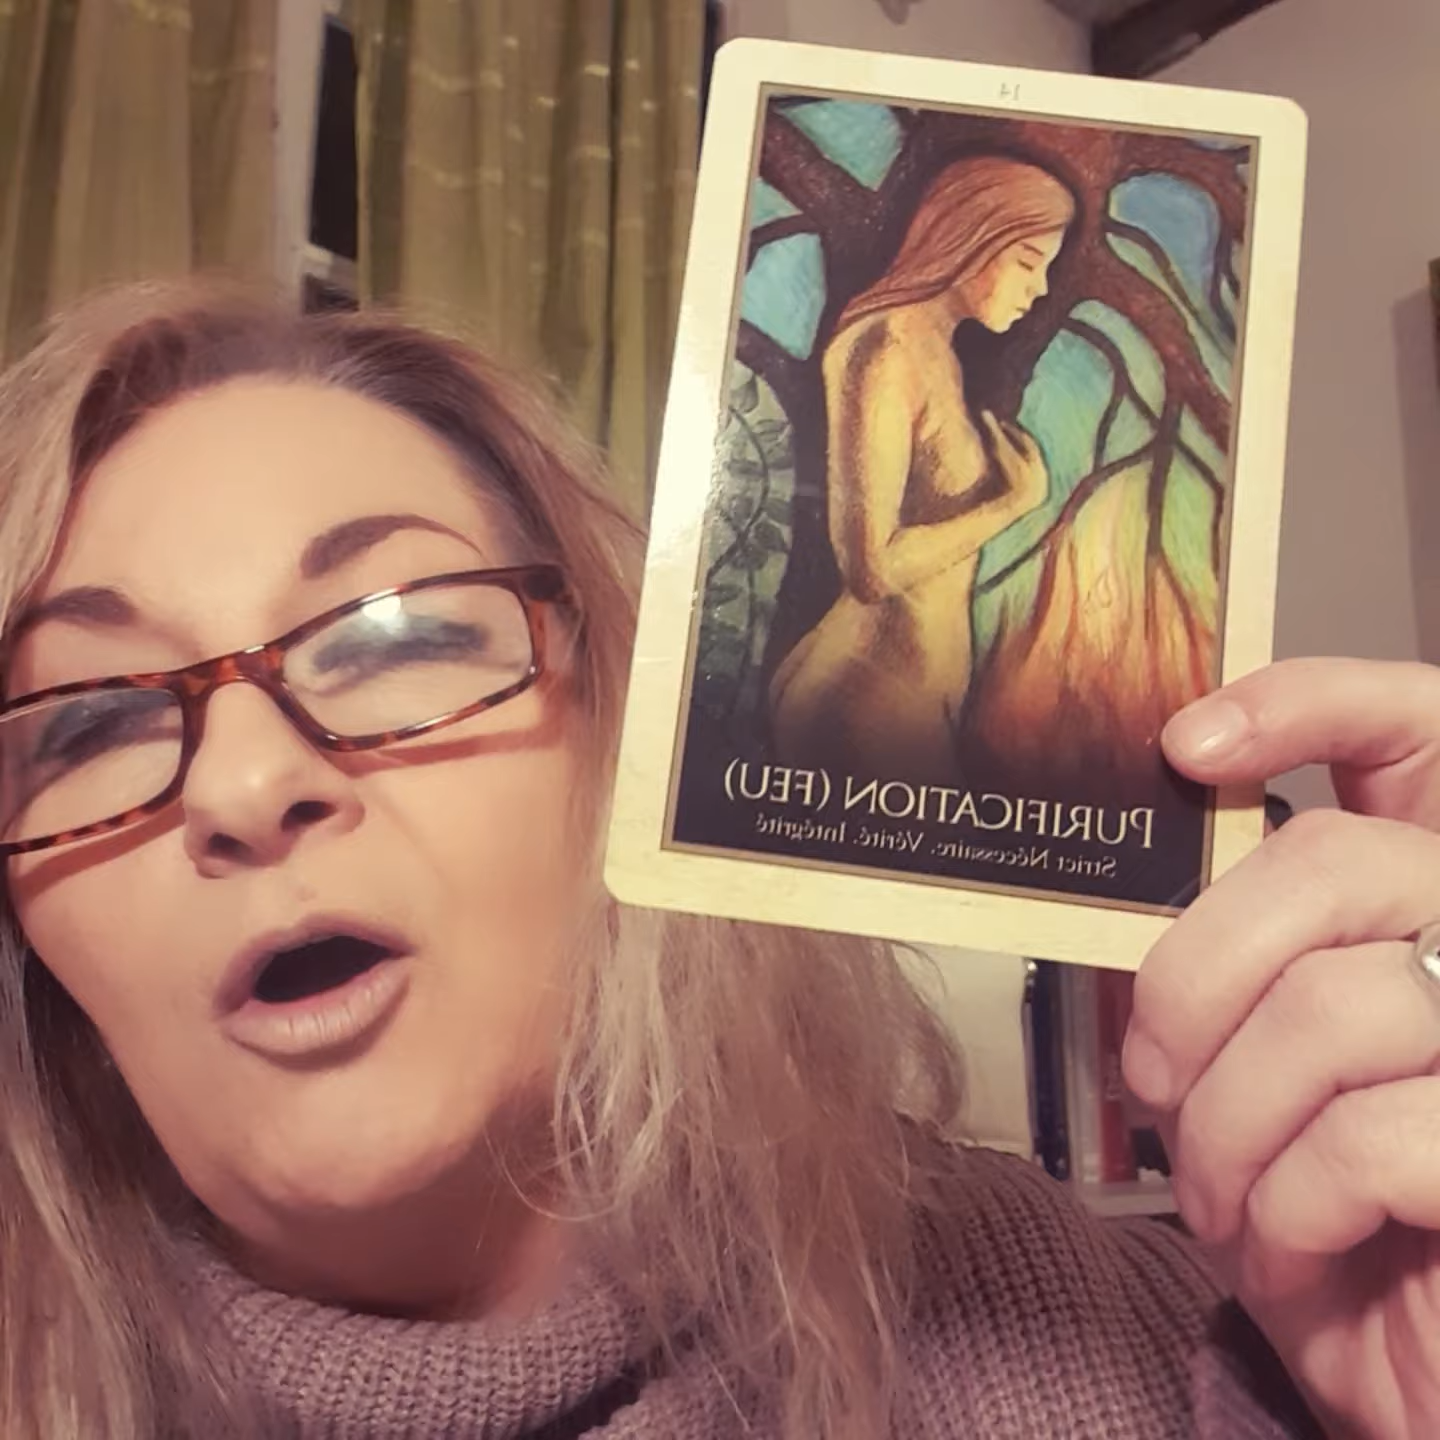 14
PURIFICATION (FEU)
Strict Nécessaire. Vérité. Intégrité